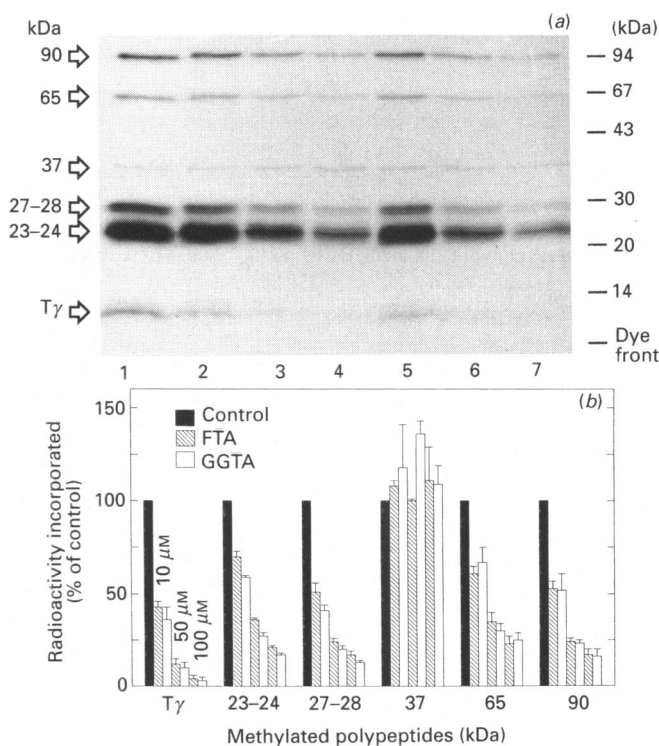 kDa
(a)
(kDa)
90
94
65
67
43
37
30
27–28
23–24
20
14
Tγ
Dye
front
1 2 3 4 5 6 7
(b)
150
100
50
0
Radioactivity incorporated
(% of control)
Control
FTA
GGTA
10 μM
50 μM
100 μM
Tγ 23–24 27–28 37 65 90
Methylated polypeptides (kDa)